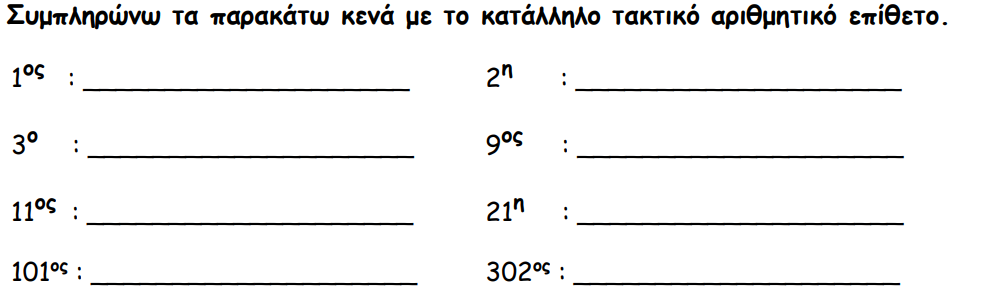 Συμπληρώνω τα παρακάτω κενά με το κατάλληλο τακτικό αριθμητικό επίθετο.
1ος : ____________________ 2η : ____________________
3ο : ____________________ 9ος : ____________________
11ος : ____________________ 21η : ____________________
101ος : ____________________ 302ος : ____________________